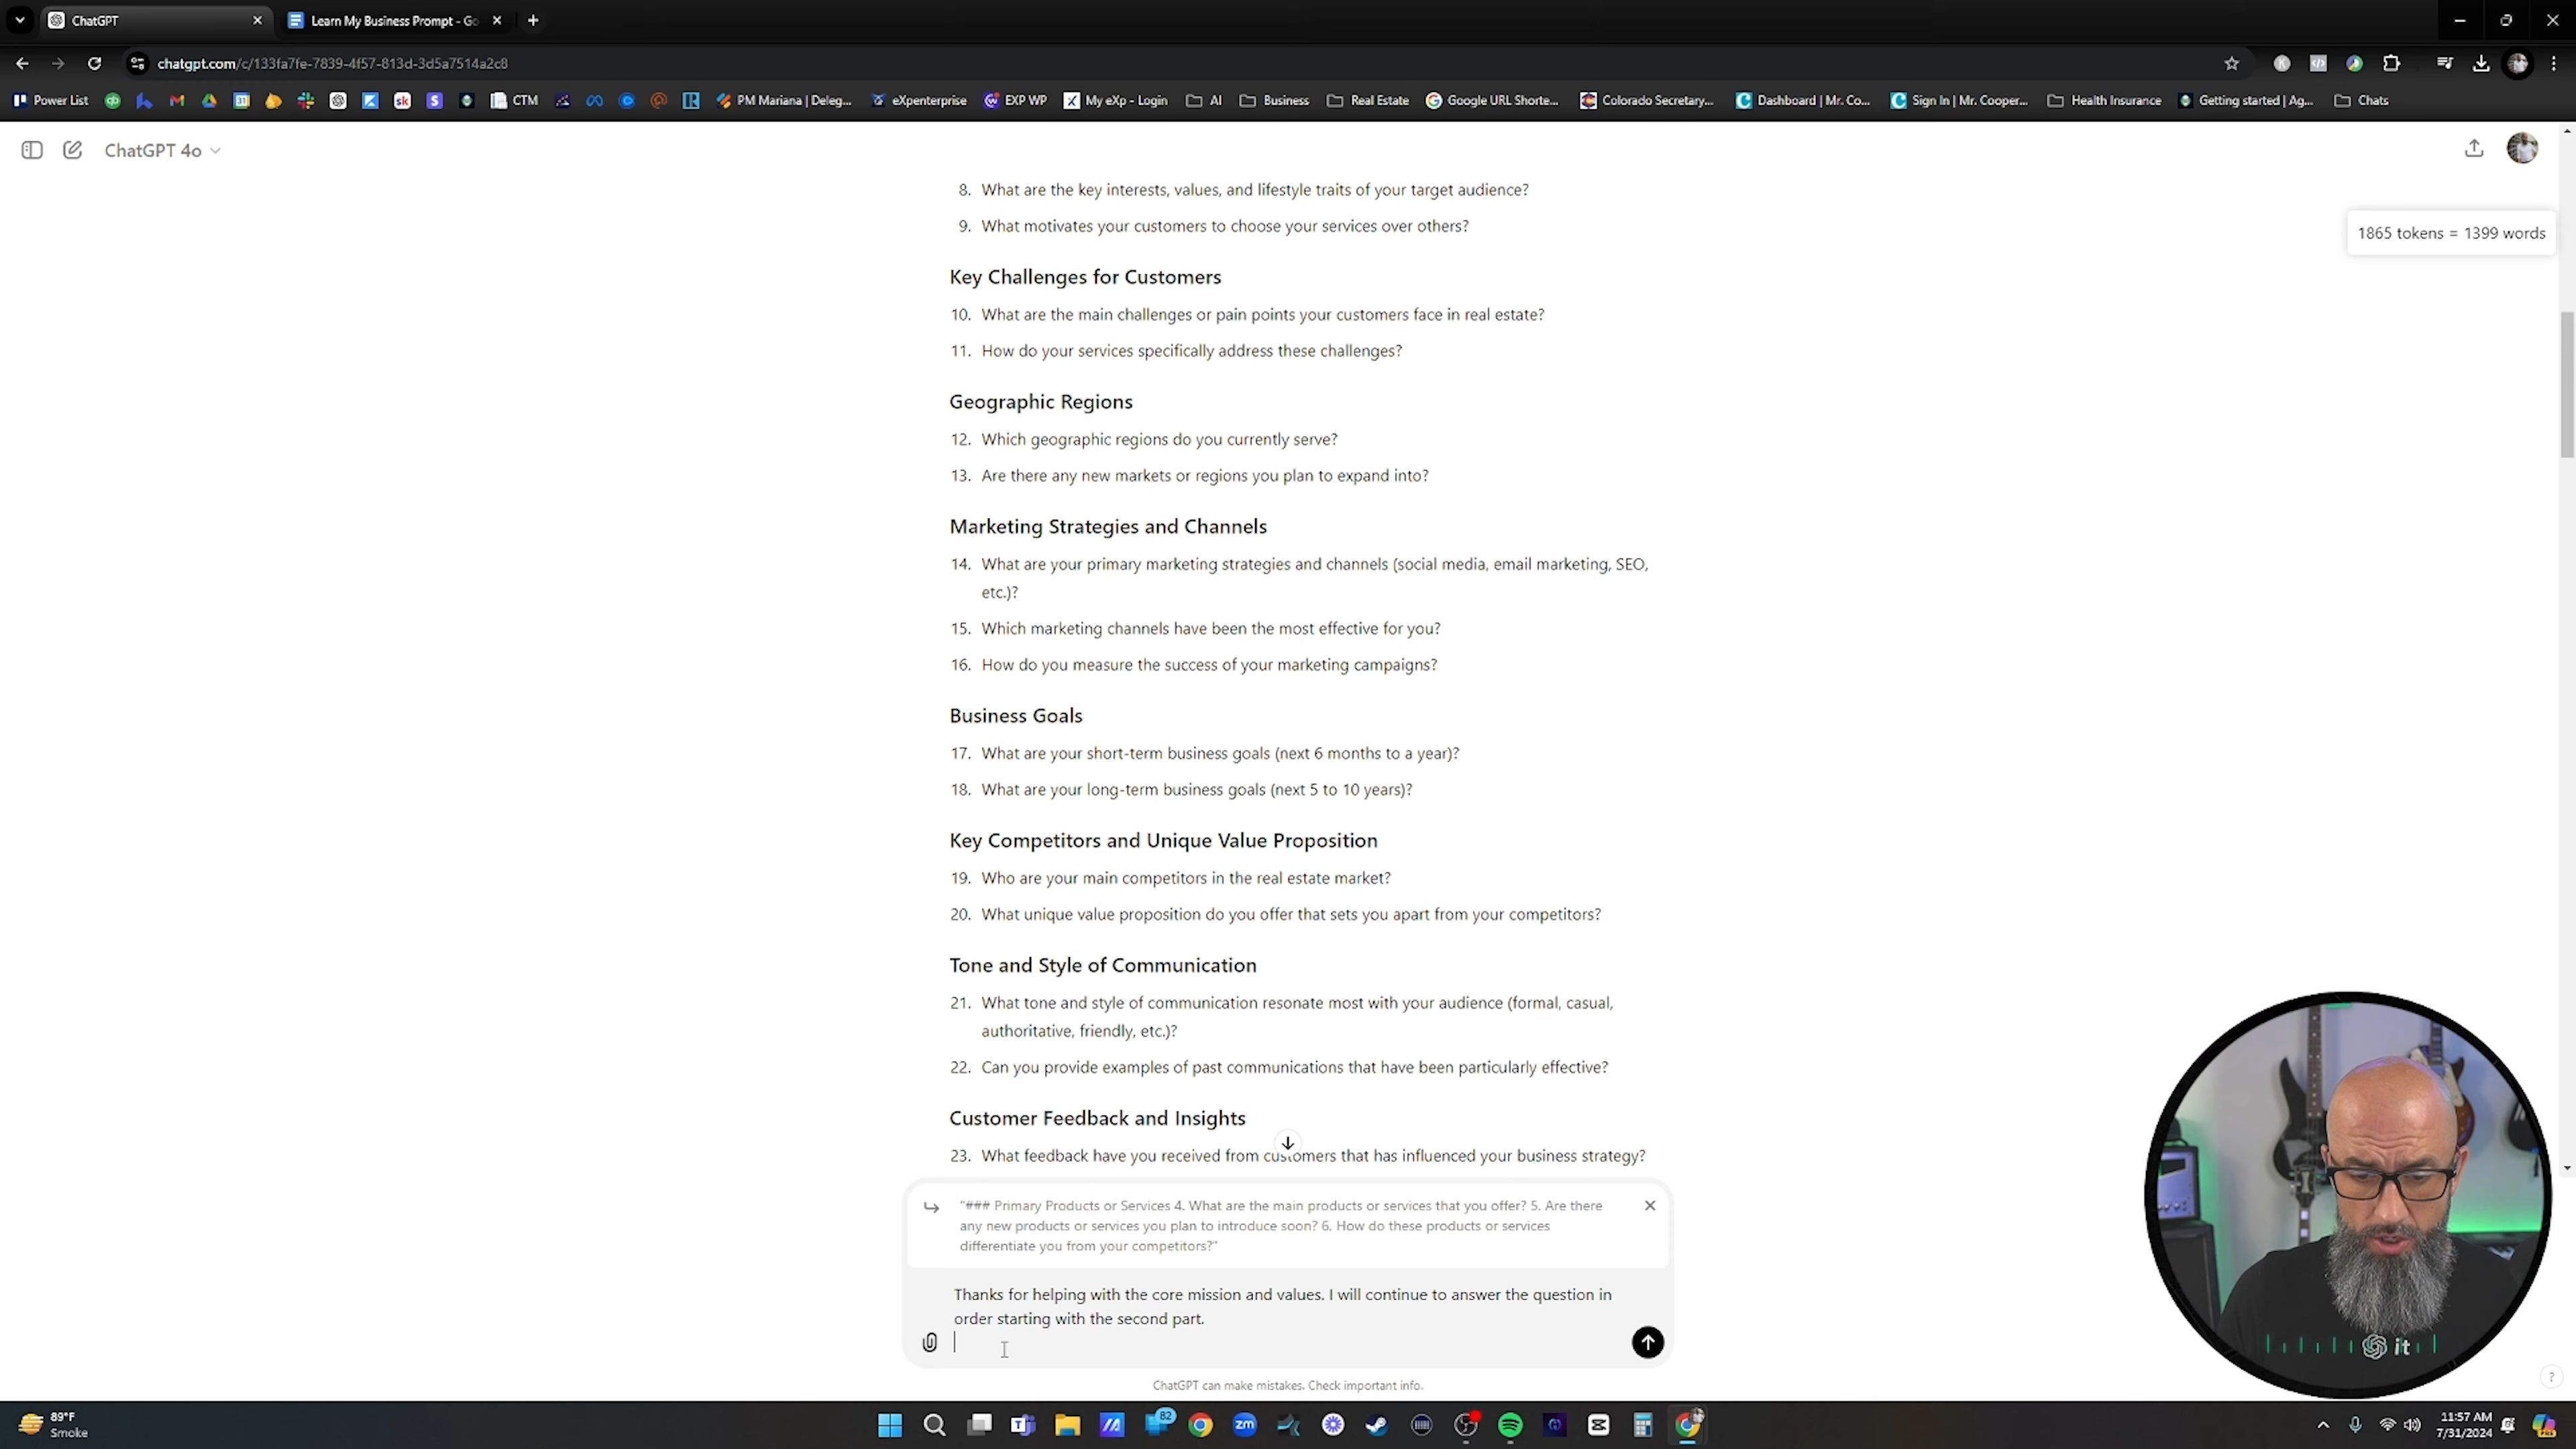 ChatGPT
Learn My Business Prompt - Go
chatgpt.com/c/133fa7fe-7839-4f57-813d-3d5a7514a2c8
Power List
sk
S
CTM
PM Mariana | Deleg...
eXpenterprise
EXP WP
My eXp - Login
AI
Business
Real Estate
Google URL Shorte...
Colorado Secretary...
Dashboard | Mr. Co...
Sign In | Mr. Cooper...
Health Insurance
Getting started | Ag...
Chats
ChatGPT 4o
1865 tokens = 1399 words
8. What are the key interests, values, and lifestyle traits of your target audience?
9. What motivates your customers to choose your services over others?
Key Challenges for Customers
10. What are the main challenges or pain points your customers face in real estate?
11. How do your services specifically address these challenges?
Geographic Regions
12. Which geographic regions do you currently serve?
13. Are there any new markets or regions you plan to expand into?
Marketing Strategies and Channels
14. What are your primary marketing strategies and channels (social media, email marketing, SEO,
etc.)?
15. Which marketing channels have been the most effective for you?
16. How do you measure the success of your marketing campaigns?
Business Goals
17. What are your short-term business goals (next 6 months to a year)?
18. What are your long-term business goals (next 5 to 10 years)?
Key Competitors and Unique Value Proposition
19. Who are your main competitors in the real estate market?
20. What unique value proposition do you offer that sets you apart from your competitors?
Tone and Style of Communication
21. What tone and style of communication resonate most with your audience (formal, casual,
authoritative, friendly, etc.)?
22. Can you provide examples of past communications that have been particularly effective?
Customer Feedback and Insights
23. What feedback have you received from customers that has influenced your business strategy?
"### Primary Products or Services 4. What are the main products or services that you offer? 5. Are there
any new products or services you plan to introduce soon? 6. How do these products or services
differentiate you from your competitors?"
Thanks for helping with the core mission and values. I will continue to answer the question in
order starting with the second part.
ChatGPT can make mistakes. Check important info.
?
it
89°F
Smoke
82
zm
11:57 AM
7/31/2024